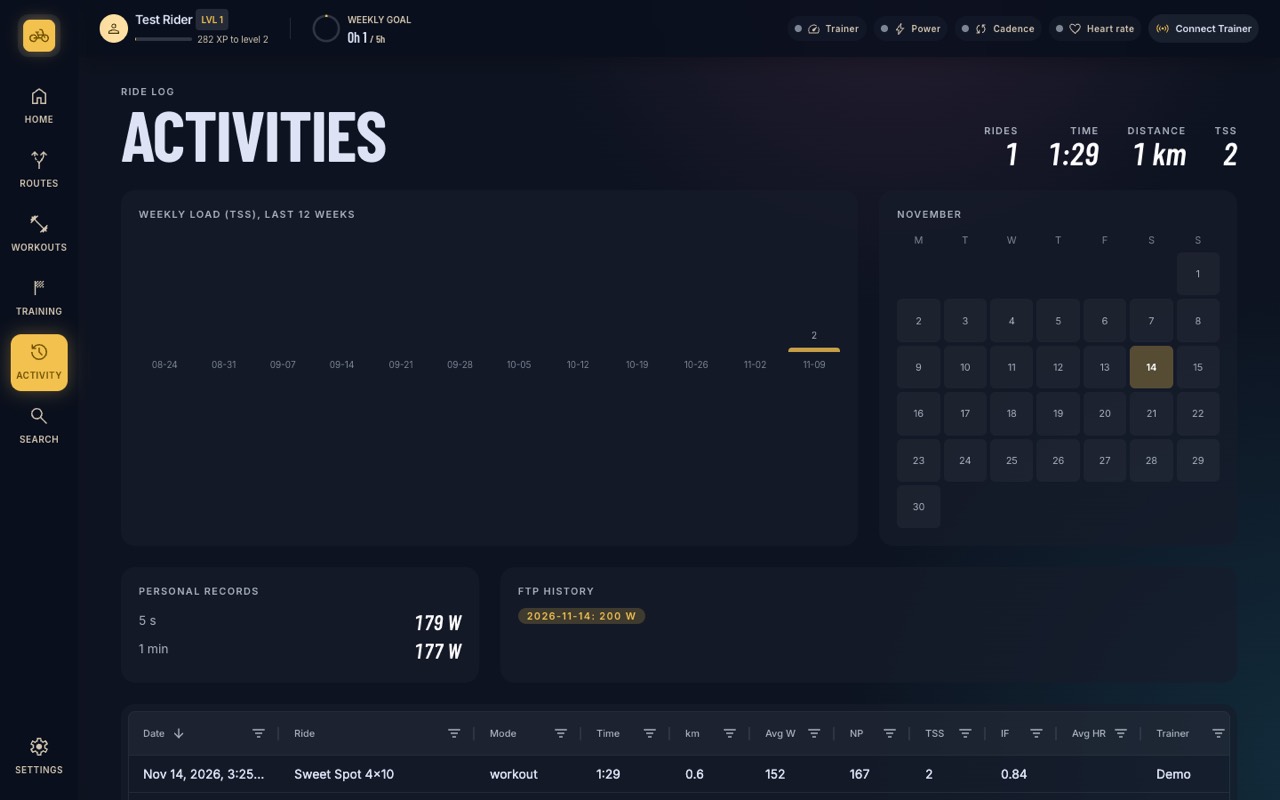 Test Rider LVL 1
282 XP to level 2
WEEKLY GOAL
0h 1 / 5h
Trainer
Power
Cadence
Heart rate
Connect Trainer
HOME
ROUTES
WORKOUTS
TRAINING
ACTIVITY
SEARCH
SETTINGS
RIDE LOG
ACTIVITIES
RIDES TIME DISTANCE TSS
1 1:29 1 km 2
WEEKLY LOAD (TSS), LAST 12 WEEKS
2
08-24 08-31 09-07 09-14 09-21 09-28 10-05 10-12 10-19 10-26 11-02 11-09
NOVEMBER
M T W T F S S
1
2 3 4 5 6 7 8
9 10 11 12 13 14 15
16 17 18 19 20 21 22
23 24 25 26 27 28 29
30
PERSONAL RECORDS
5 s 179 W
1 min 177 W
FTP HISTORY
2026-11-14: 200 W
Date Ride Mode Time km Avg W NP TSS IF Avg HR Trainer
Nov 14, 2026, 3:25... Sweet Spot 4×10 workout 1:29 0.6 152 167 2 0.84 Demo